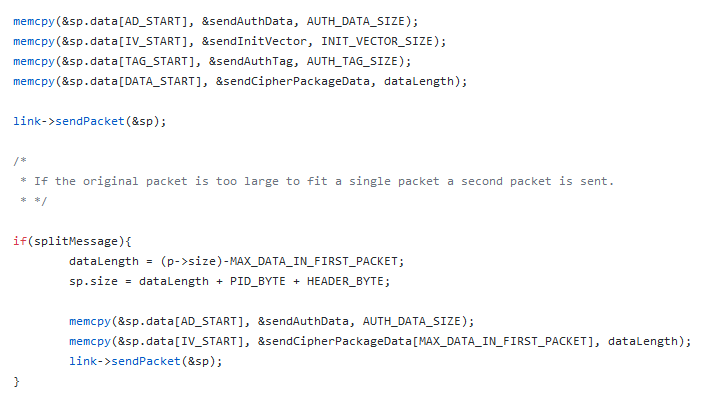 memcpy(&sp.data[AD_START], &sendAuthData, AUTH_DATA_SIZE);
memcpy(&sp.data[IV_START], &sendInitVector, INIT_VECTOR_SIZE);
memcpy(&sp.data[TAG_START], &sendAuthTag, AUTH_TAG_SIZE);
memcpy(&sp.data[DATA_START], &sendCipherPackageData, dataLength);

link->sendPacket(&sp);

/*
 * If the original packet is too large to fit a single packet a second packet is sent.
 * */

if(splitMessage){
        dataLength = (p->size)-MAX_DATA_IN_FIRST_PACKET;
        sp.size = dataLength + PID_BYTE + HEADER_BYTE;

        memcpy(&sp.data[AD_START], &sendAuthData, AUTH_DATA_SIZE);
        memcpy(&sp.data[IV_START], &sendCipherPackageData[MAX_DATA_IN_FIRST_PACKET], dataLength);
        link->sendPacket(&sp);
}